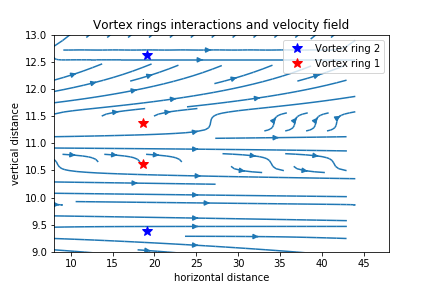 Vortex rings interactions and velocity field
Vortex ring 2
Vortex ring 1
vertical distance
13.0
12.5
12.0
11.5
11.0
10.5
10.0
9.5
9.0
10 15 20 25 30 35 40 45
horizontal distance